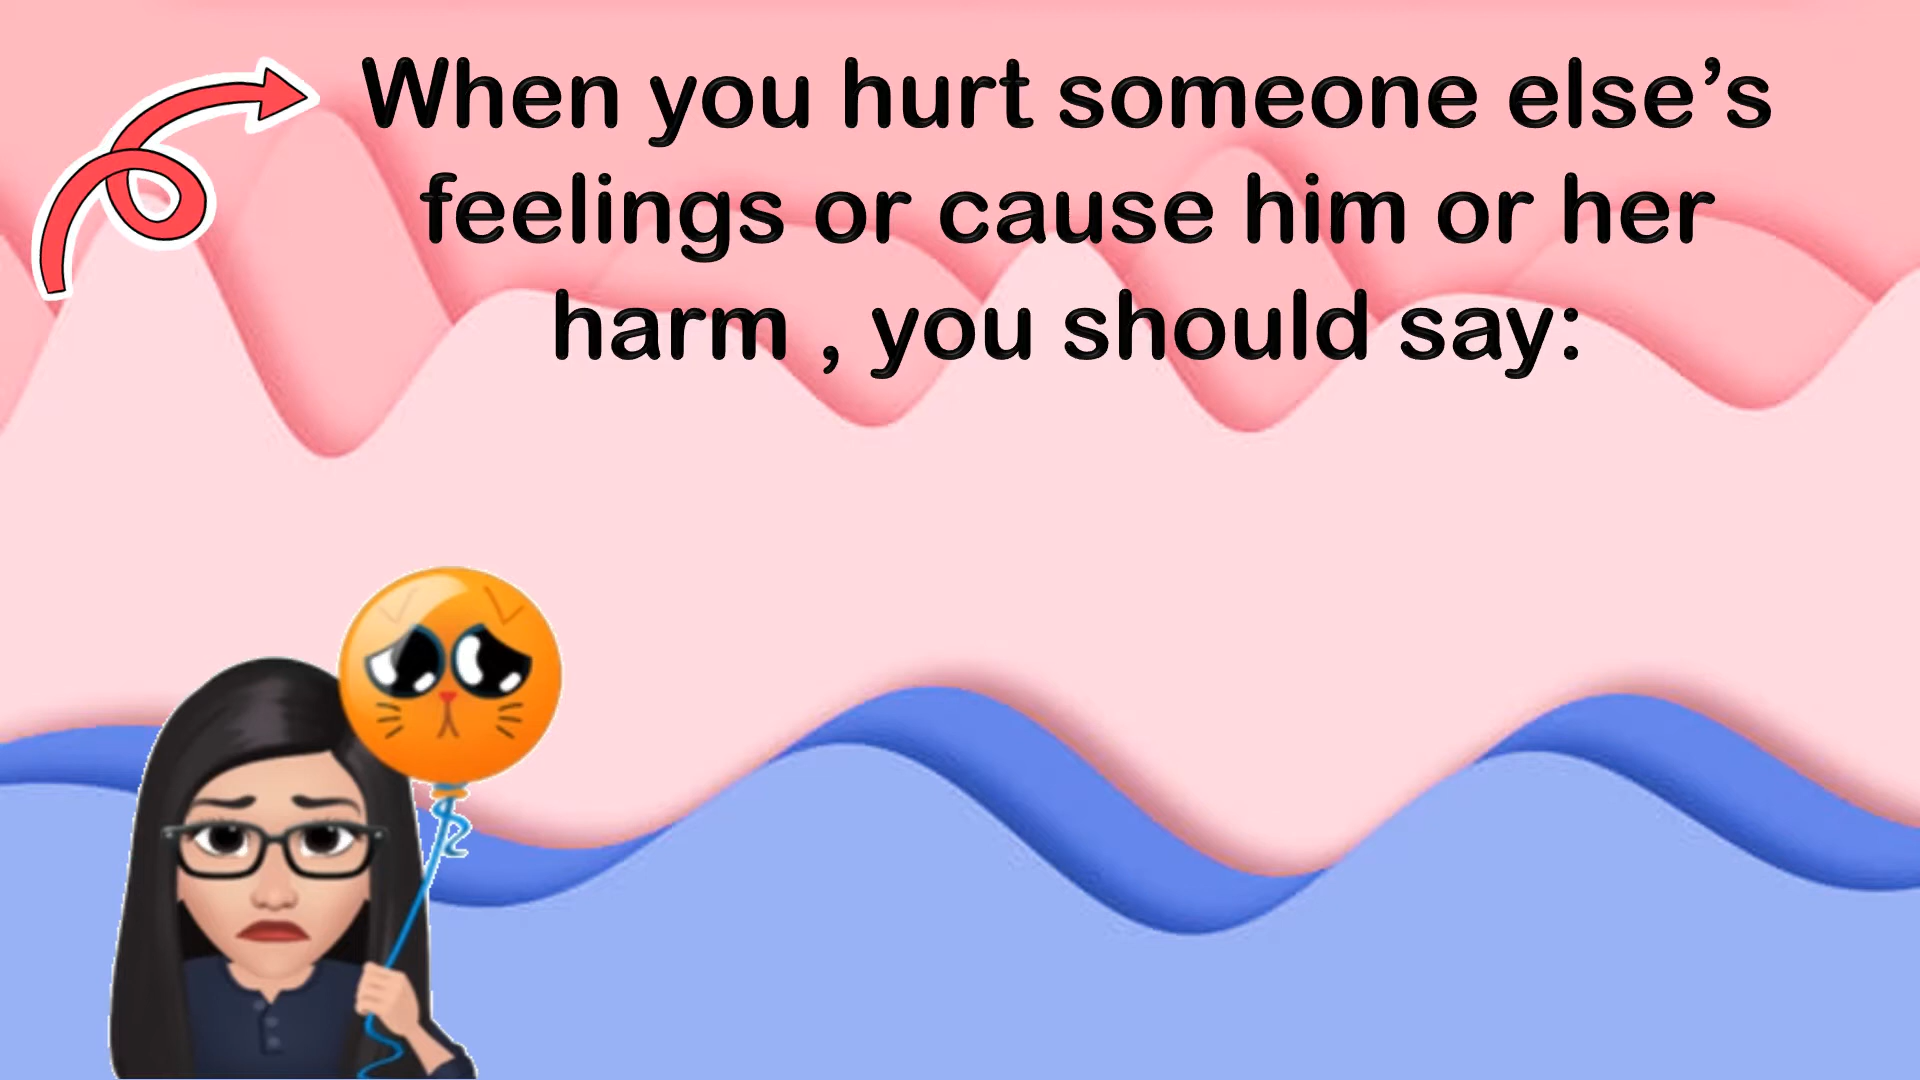 When you hurt someone else’s
feelings or cause him or her
harm , you should say: